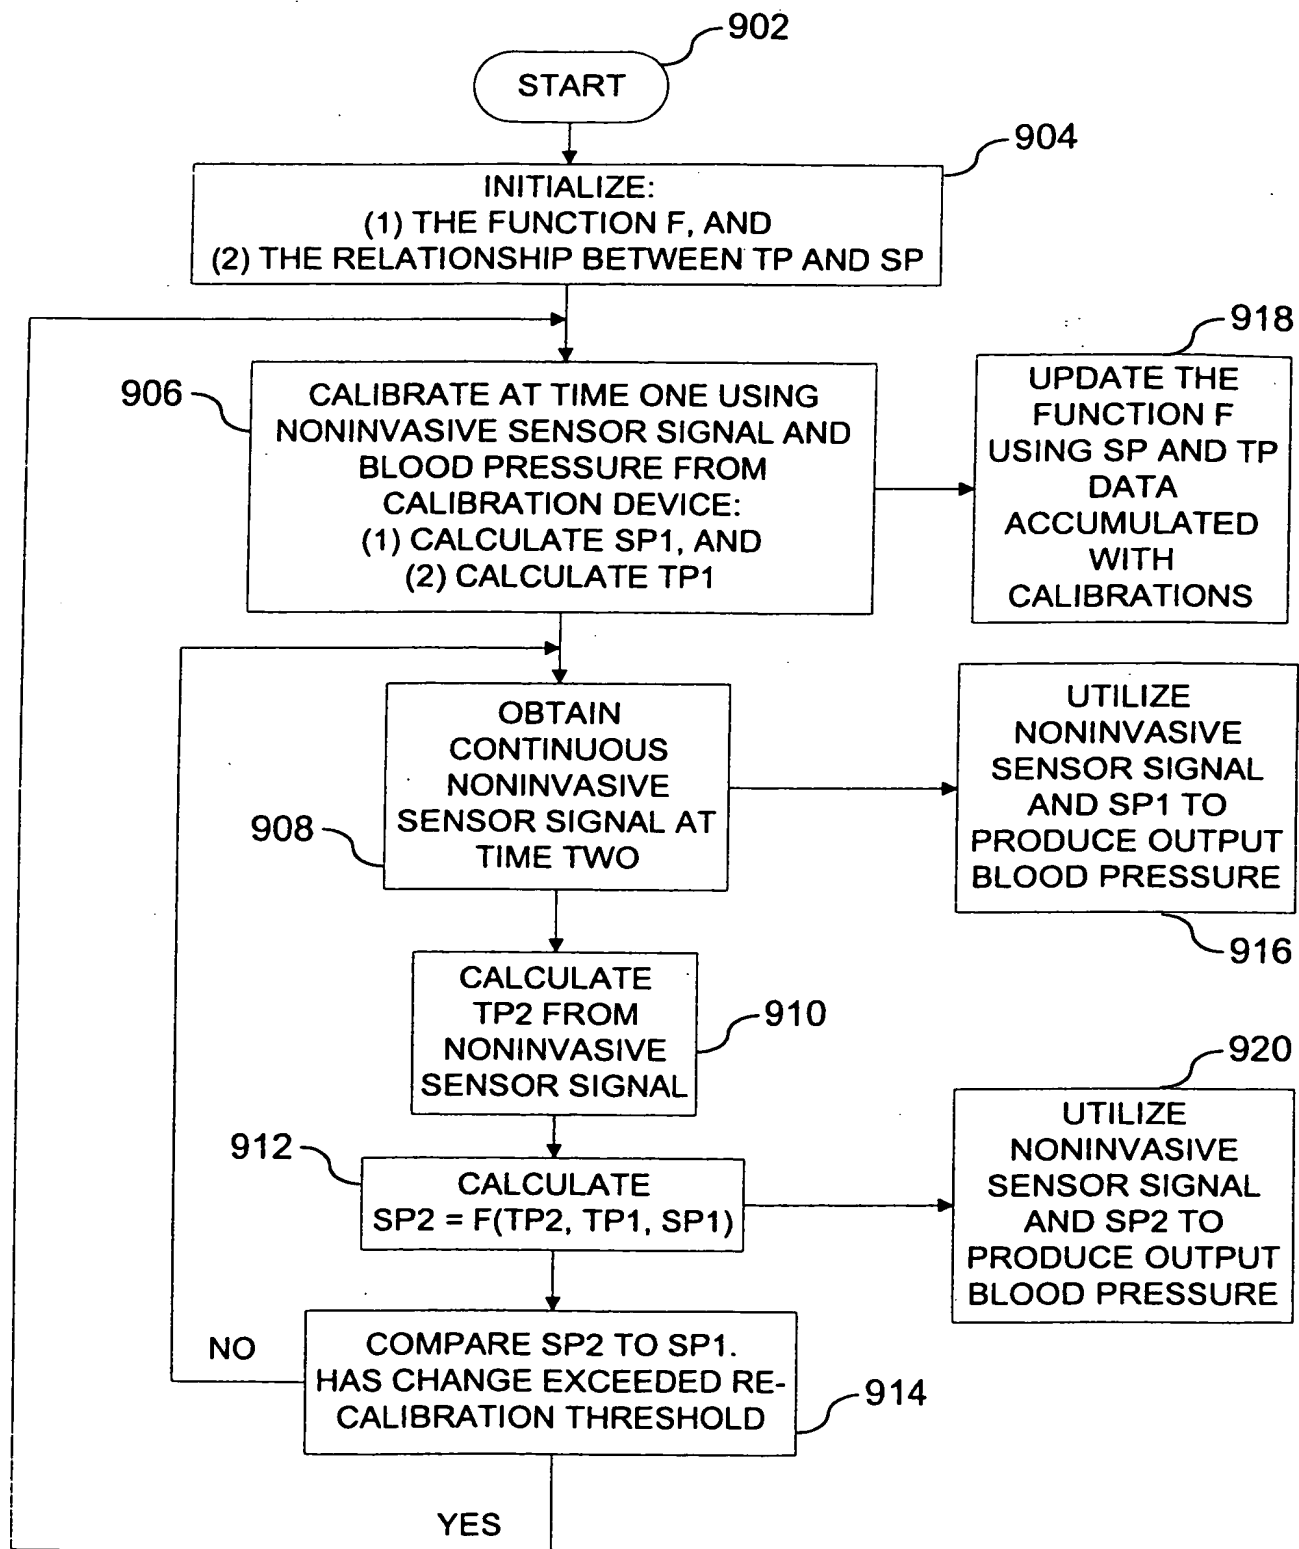 902
START
904
INITIALIZE:
(1) THE FUNCTION F, AND
(2) THE RELATIONSHIP BETWEEN TP AND SP
906
CALIBRATE AT TIME ONE USING
NONINVASIVE SENSOR SIGNAL AND
BLOOD PRESSURE FROM
CALIBRATION DEVICE:
(1) CALCULATE SP1, AND
(2) CALCULATE TP1
918
UPDATE THE
FUNCTION F
USING SP AND TP
DATA
ACCUMULATED
WITH
CALIBRATIONS
908
OBTAIN
CONTINUOUS
NONINVASIVE
SENSOR SIGNAL AT
TIME TWO
UTILIZE
NONINVASIVE
SENSOR SIGNAL
AND SP1 TO
PRODUCE OUTPUT
BLOOD PRESSURE
916
CALCULATE
TP2 FROM
NONINVASIVE
SENSOR SIGNAL
910
912
CALCULATE
SP2 = F(TP2, TP1, SP1)
920
UTILIZE
NONINVASIVE
SENSOR SIGNAL
AND SP2 TO
PRODUCE OUTPUT
BLOOD PRESSURE
NO
COMPARE SP2 TO SP1.
HAS CHANGE EXCEEDED RE-
CALIBRATION THRESHOLD
914
YES